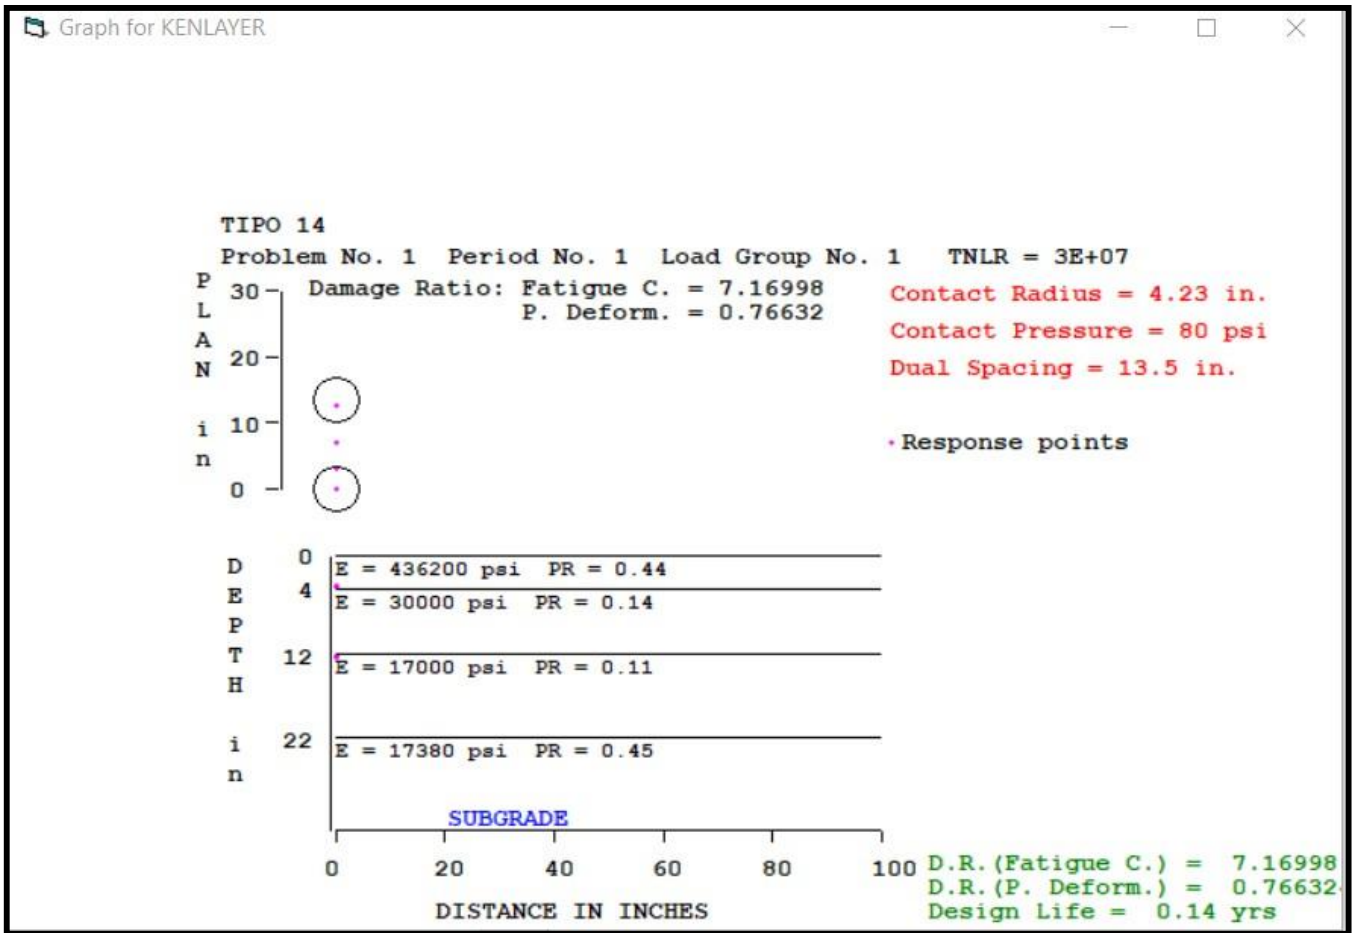 Graph for KENLAYER
TIPO 14
Problem No. 1 Period No. 1 Load Group No. 1 TNLR = 3E+07
Damage Ratio: Fatigue C. = 7.16998
P. Deform. = 0.76632
Contact Radius = 4.23 in.
Contact Pressure = 80 psi
Dual Spacing = 13.5 in.
PLAN in
30
20
10
0
Response points
DEPTH in
0
E = 436200 psi PR = 0.44
4
E = 30000 psi PR = 0.14
12
E = 17000 psi PR = 0.11
22
E = 17380 psi PR = 0.45
SUBGRADE
0 20 40 60 80 100
DISTANCE IN INCHES
D.R.(Fatigue C.) = 7.16998
D.R.(P. Deform.) = 0.76632
Design Life = 0.14 yrs